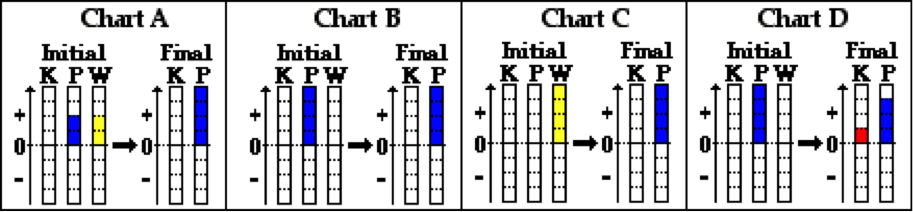 Chart A
Initial Final
K P W K P
+ +
0 0
- -
Chart B
Initial Final
K P W K P
+ +
0 0
- -
Chart C
Initial Final
K P W K P
+ +
0 0
- -
Chart D
Initial Final
K P W K P
+ +
0 0
- -